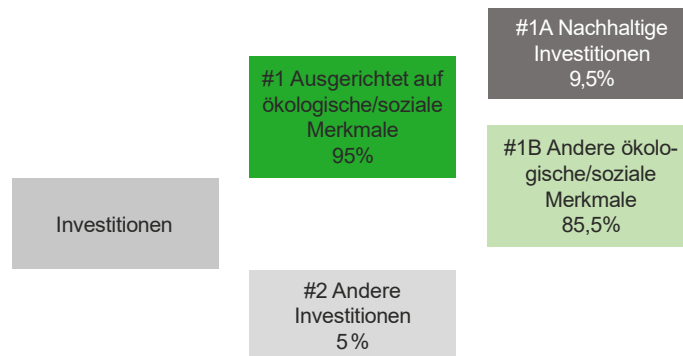 Investitionen
#1 Ausgerichtet auf
ökologische/soziale
Merkmale
95%
#2 Andere
Investitionen
5 %
#1A Nachhaltige
Investitionen
9,5%
#1B Andere ökolo-
gische/soziale
Merkmale
85,5%